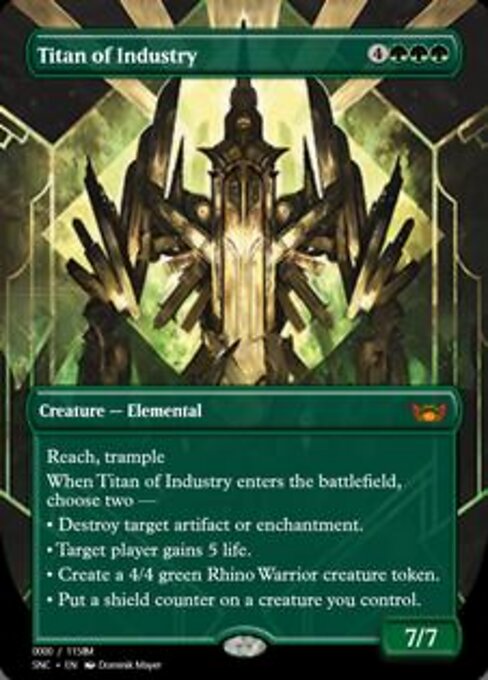 Titan of Industry 4
Creature — Elemental
Reach, trample
When Titan of Industry enters the battlefield,
choose two —
• Destroy target artifact or enchantment.
• Target player gains 5 life.
• Create a 4/4 green Rhino Warrior creature token.
• Put a shield counter on a creature you control.
7/7
SNC • EN Dominik Mayer